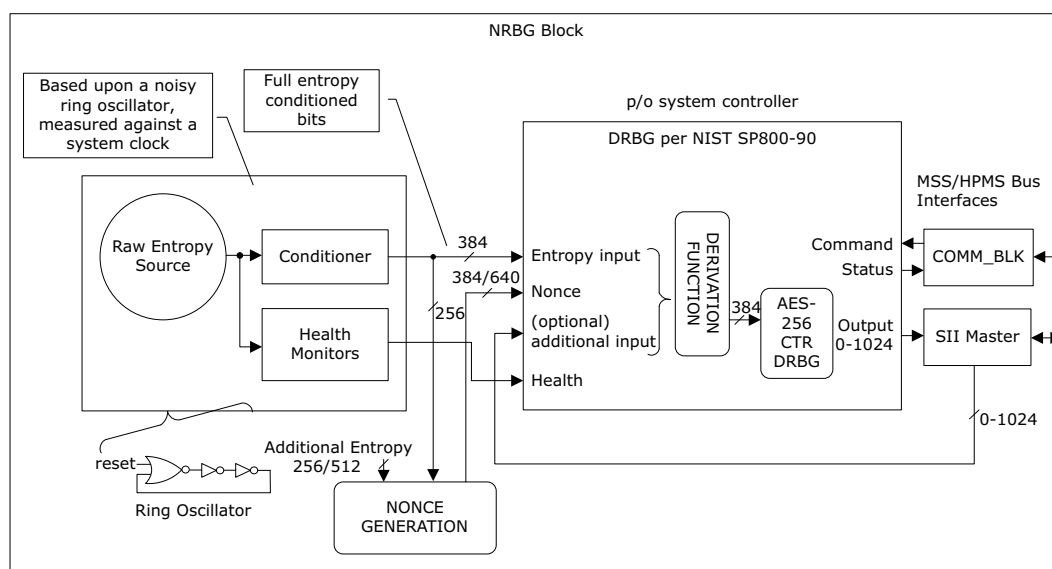 NRBG Block
Based upon a noisy
ring oscillator,
measured against a
system clock
Full entropy
conditioned
bits
p/o system controller
DRBG per NIST SP800-90
MSS/HPMS Bus
Interfaces
Raw Entropy
Source
Conditioner
Health
Monitors
384
384/640
256
Entropy input
Nonce
(optional)
additional input
Health
DERIVATION
FUNCTION
384
AES-
256
CTR
DRBG
Command
Status
Output
0-1024
COMM_BLK
SII Master
0-1024
reset
Ring Oscillator
Additional Entropy
256/512
NONCE
GENERATION